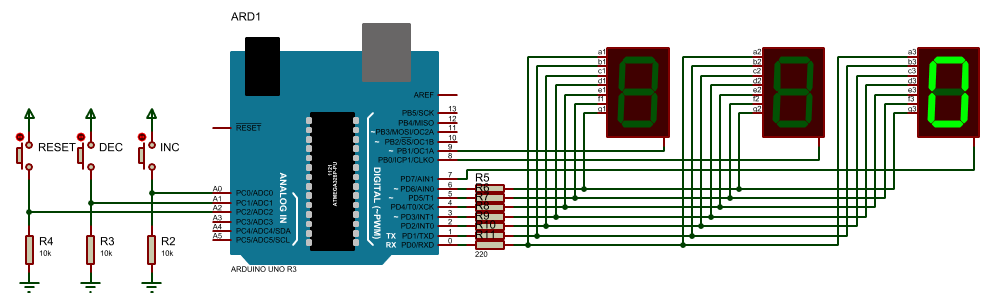 ARD1
RESET
DEC
INC
R4
10k
R3
10k
R2
10k
RESET
A0
PC0/ADC0
A1
PC1/ADC1
A2
PC2/ADC2
A3
PC3/ADC3
A4
PC4/ADC4/SDA
A5
PC5/ADC5/SCL
ANALOG IN
1121
ATMEGA328P-PU
DIGITAL (~PWM)
AREF
PB5/SCK
13
PB4/MISO
12
~PB3/MOSI/OC2A
11
~ PB2/SS/OC1B
10
~ PB1/OC1A
9
PB0/ICP1/CLKO
8
PD7/AIN1
7
~ PD6/AIN0
6
~ PD5/T1
5
PD4/T0/XCK
4
~ PD3/INT1
3
PD2/INT0
2
TX PD1/TXD
1
RX PD0/RXD
0
ARDUINO UNO R3
R5
R6
R7
R8
R9
R10
R11
220
a1
b1
c1
d1
e1
f1
g1
a2
b2
c2
d2
e2
f2
g2
a3
b3
c3
d3
e3
f3
g3
0